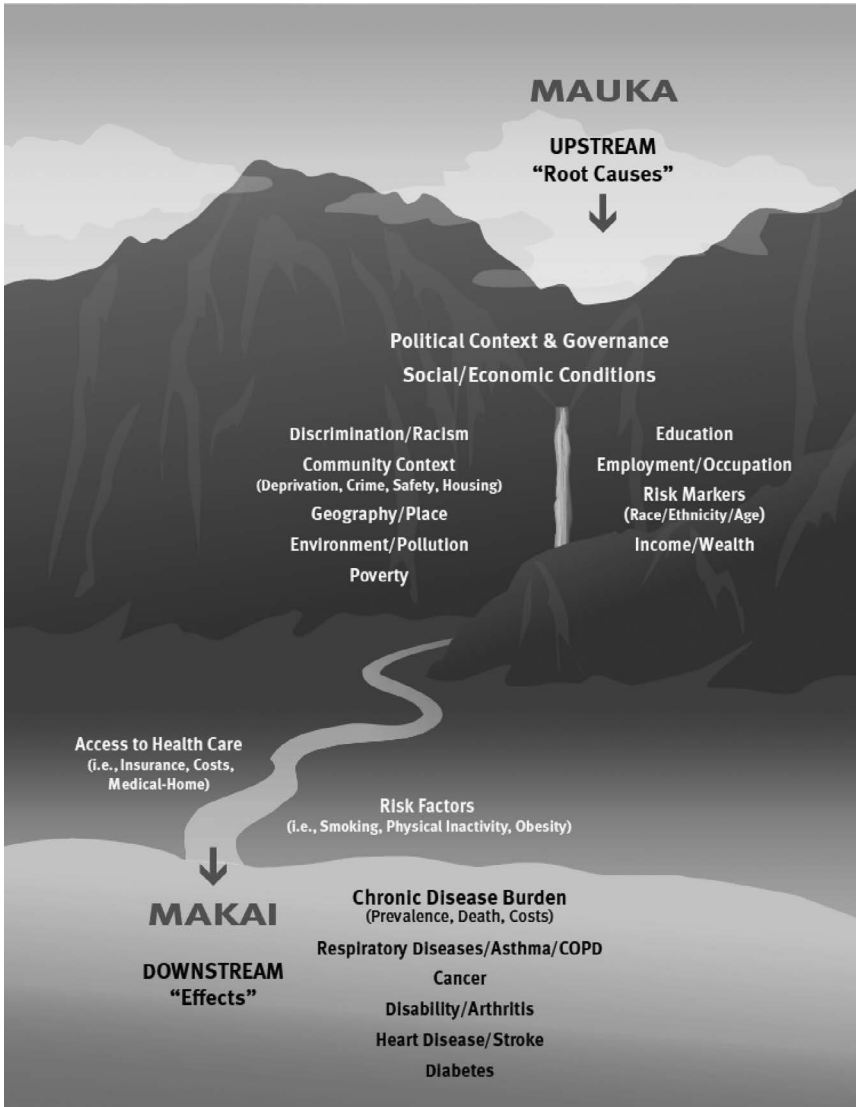 MAUKA
UPSTREAM
“Root Causes”
Political Context & Governance
Social/Economic Conditions
Discrimination/Racism
Community Context
(Deprivation, Crime, Safety, Housing)
Geography/Place
Environment/Pollution
Poverty
Education
Employment/Occupation
Risk Markers
(Race/Ethnicity/Age)
Income/Wealth
Access to Health Care
(i.e., Insurance, Costs,
Medical-Home)
Risk Factors
(i.e., Smoking, Physical Inactivity, Obesity)
MAKAI
DOWNSTREAM
“Effects”
Chronic Disease Burden
(Prevalence, Death, Costs)
Respiratory Diseases/Asthma/COPD
Cancer
Disability/Arthritis
Heart Disease/Stroke
Diabetes